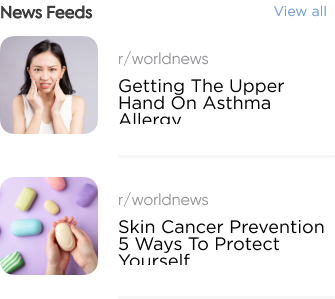 News Feeds
View all
r/worldnews
Getting The Upper
Hand On Asthma
Allergy
r/worldnews
Skin Cancer Prevention
5 Ways To Protect
Yourself